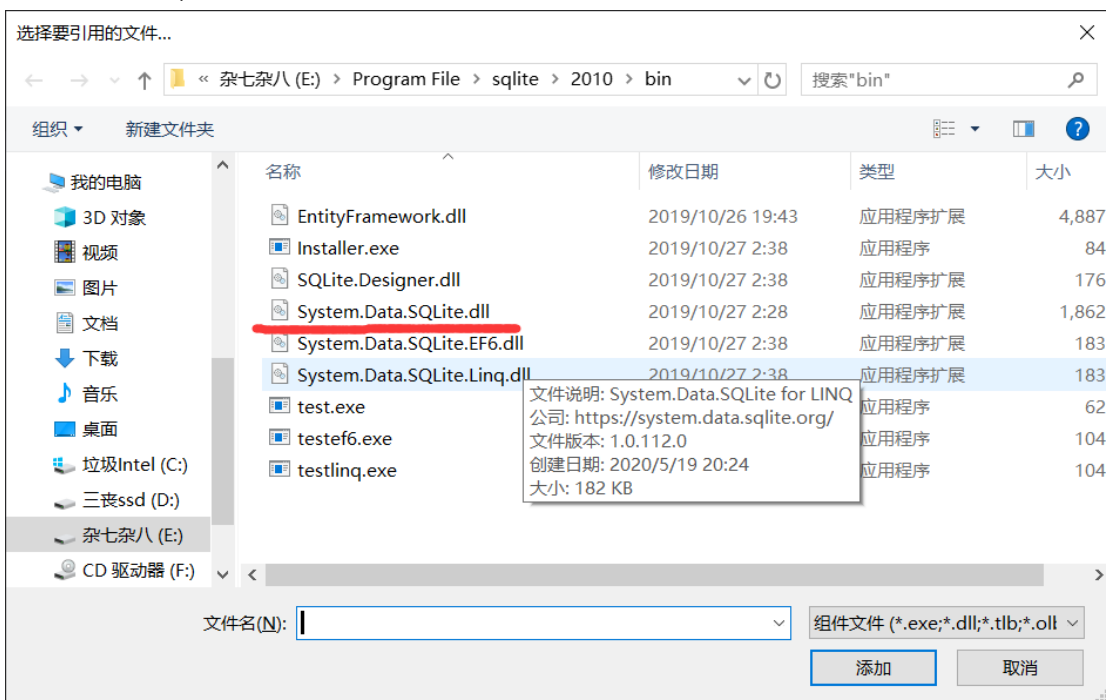 选择要引用的文件...
« 杂七杂八 (E:) > Program File > sqlite > 2010 > bin
搜索"bin"
组织
新建文件夹
名称 修改日期 类型 大小
EntityFramework.dll 2019/10/26 19:43 应用程序扩展 4,887
Installer.exe 2019/10/27 2:38 应用程序 84
SQLite.Designer.dll 2019/10/27 2:38 应用程序扩展 176
System.Data.SQLite.dll 2019/10/27 2:28 应用程序扩展 1,862
System.Data.SQLite.EF6.dll 2019/10/27 2:38 应用程序扩展 183
System.Data.SQLite.Linq.dll 2019/10/27 2:38 应用程序扩展 183
test.exe 应用程序 62
testef6.exe 应用程序 104
testlinq.exe 应用程序 104
文件说明: System.Data.SQLite for LINQ
公司: https://system.data.sqlite.org/
文件版本: 1.0.112.0
创建日期: 2020/5/19 20:24
大小: 182 KB
我的电脑
3D 对象
视频
图片
文档
下载
音乐
桌面
垃圾Intel (C:)
三丧ssd (D:)
杂七杂八 (E:)
CD 驱动器 (F:)
文件名(N):
组件文件 (*.exe;*.dll;*.tlb;*.olb
添加
取消